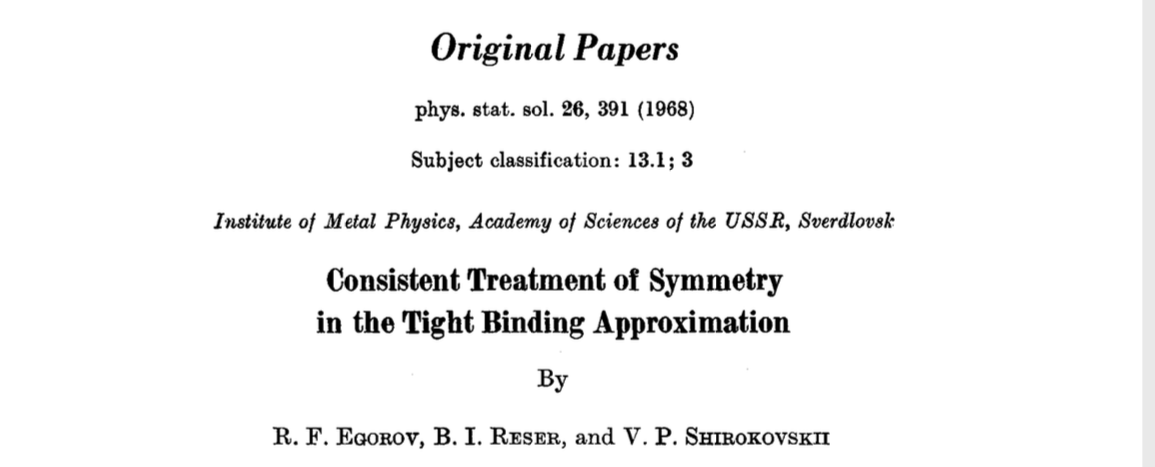 Original Papers
phys. stat. sol. 26, 391 (1968)
Subject classification: 13.1; 3
Institute of Metal Physics, Academy of Sciences of the USSR, Sverdlovsk
Consistent Treatment of Symmetry
in the Tight Binding Approximation
By
R. F. EGOROV, B. I. RESER, and V. P. SHIROKOVSKII